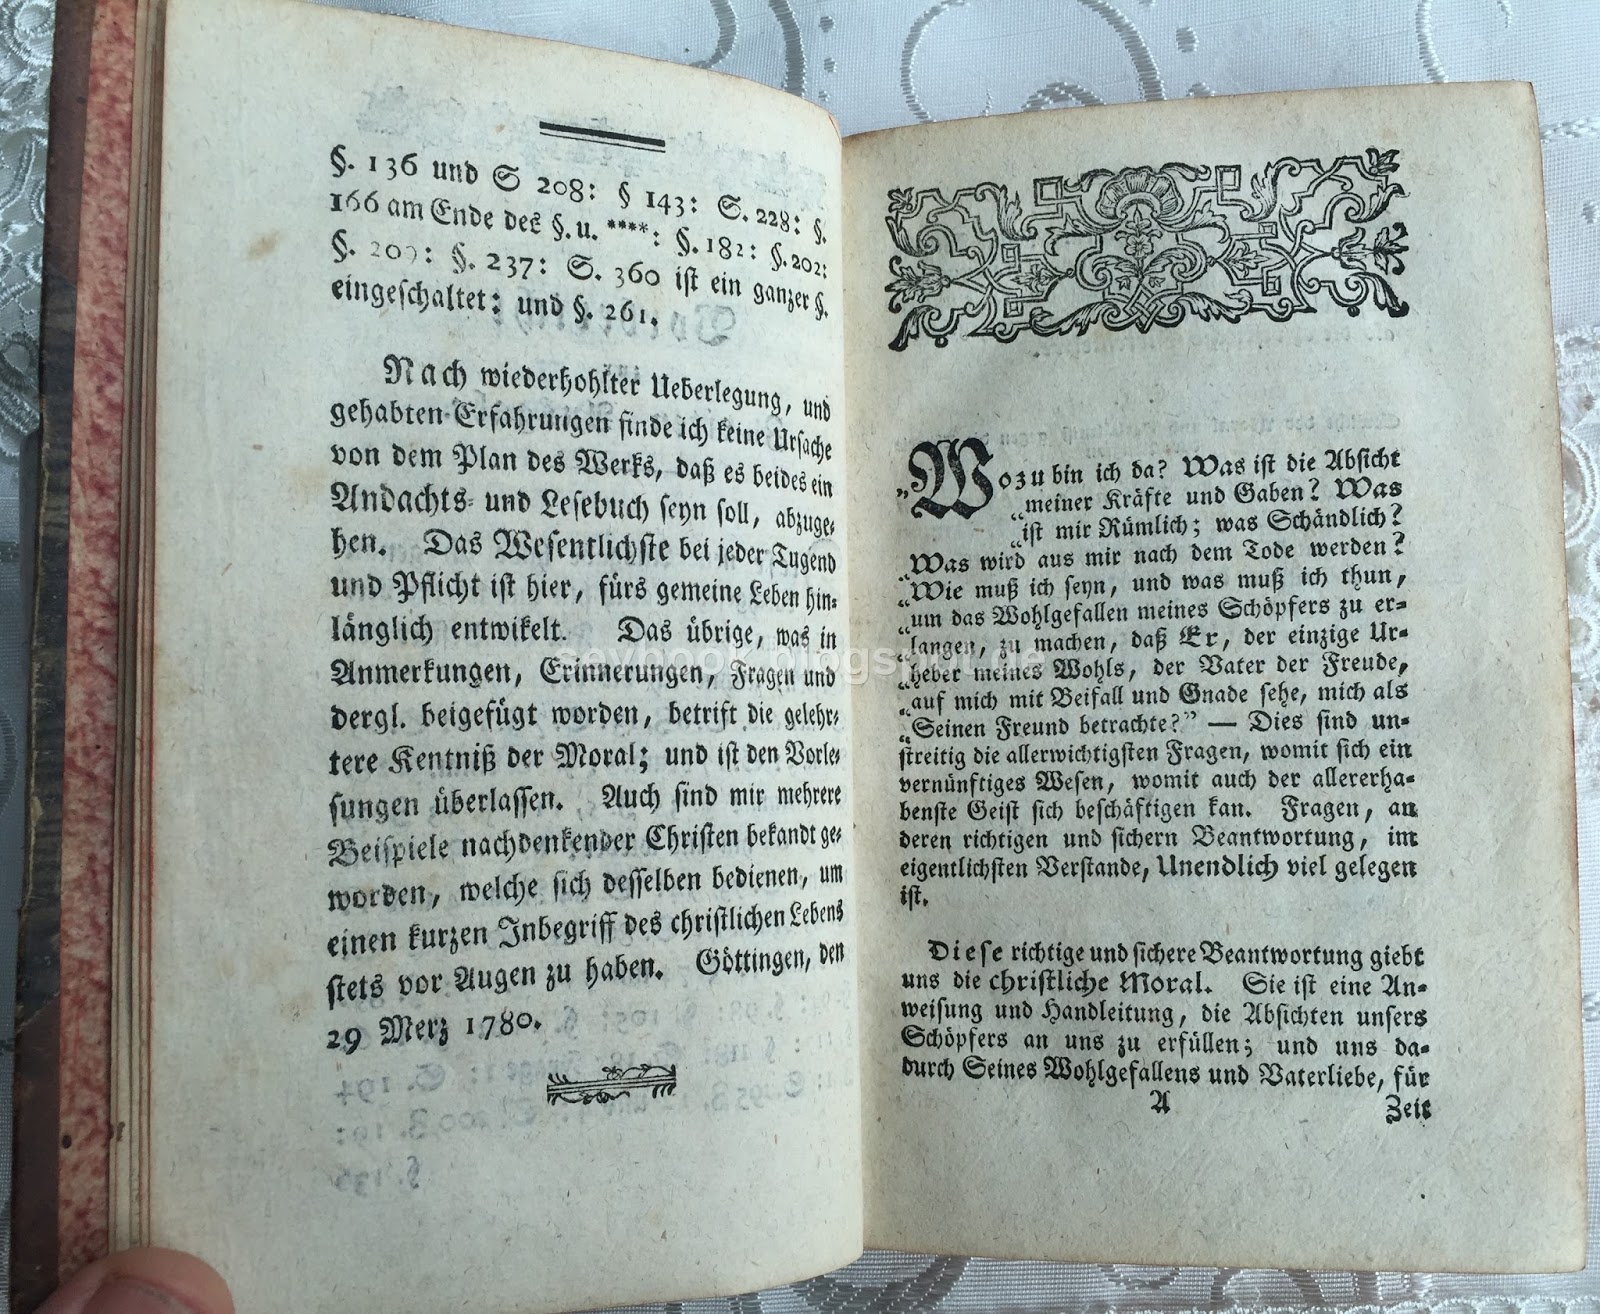 §. 136 und S 208: § 143: S. 228: §.
166 am Ende des §. u. ****: §. 182: §. 202:
§. 209: §. 237: S. 360 ist ein ganzer §.
eingeschaltet: und §. 261.
Nach wiederhohlter Ueberlegung, und
gehabten Erfahrungen finde ich keine Ursache
von dem Plan des Werks, daß es beides ein
Andachts- und Lesebuch seyn soll, abzuge-
hen. Das Wesentlichste bei jeder Tugend
und Pflicht ist hier, fürs gemeine Leben hin-
länglich entwikelt. Das übrige, was in
Anmerkungen, Erinnerungen, Fragen und
dergl. beigefügt worden, betrift die gelehr-
tere Kentniß der Moral; und ist den Vorle-
sungen überlassen. Auch sind mir mehrere
Beispiele nachdenkender Christen bekandt ge-
worden, welche sich desselben bedienen, um
einen kurzen Inbegriff des christlichen Lebens
stets vor Augen zu haben. Göttingen, den
29 Merz 1780.
„Wozu bin ich da? Was ist die Absicht
“meiner Kräfte und Gaben? Was
“ist mir Rümlich; was Schändlich?
“Was wird aus mir nach dem Tode werden?
“Wie muß ich seyn, und was muß ich thun,
“um das Wohlgefallen meines Schöpfers zu er-
“langen, zu machen, daß Er, der einzige Ur-
“heber meines Wohls, der Vater der Freude,
“auf mich mit Beifall und Gnade sehe, mich als
“Seinen Freund betrachte?” — Dies sind un-
streitig die allerwichtigsten Fragen, womit sich ein
vernünftiges Wesen, womit auch der allererha-
benste Geist sich beschäftigen kan. Fragen, an
deren richtigen und sichern Beantwortung, im
eigentlichsten Verstande, Unendlich viel gelegen
ist.
Diese richtige und sichere Beantwortung giebt
uns die christliche Moral. Sie ist eine An-
weisung und Handleitung, die Absichten unsers
Schöpfers an uns zu erfüllen; und uns da-
durch Seines Wohlgefallens und Vaterliebe, für
A
Zeit